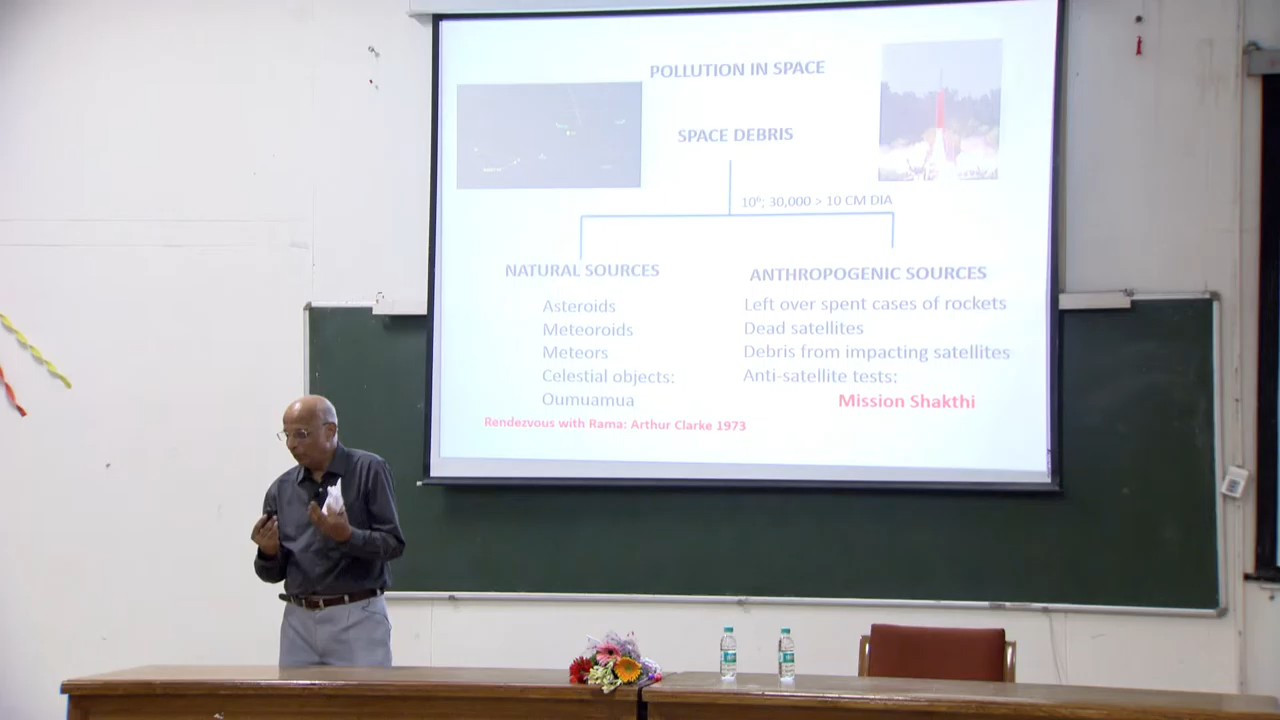 POLLUTION IN SPACE
SPACE DEBRIS
10⁶; 30,000 > 10 CM DIA
NATURAL SOURCES
Asteroids
Meteoroids
Meteors
Celestial objects:
Oumuamua
Rendezvous with Rama: Arthur Clarke 1973
ANTHROPOGENIC SOURCES
Left over spent cases of rockets
Dead satellites
Debris from impacting satellites
Anti-satellite tests:
Mission Shakthi